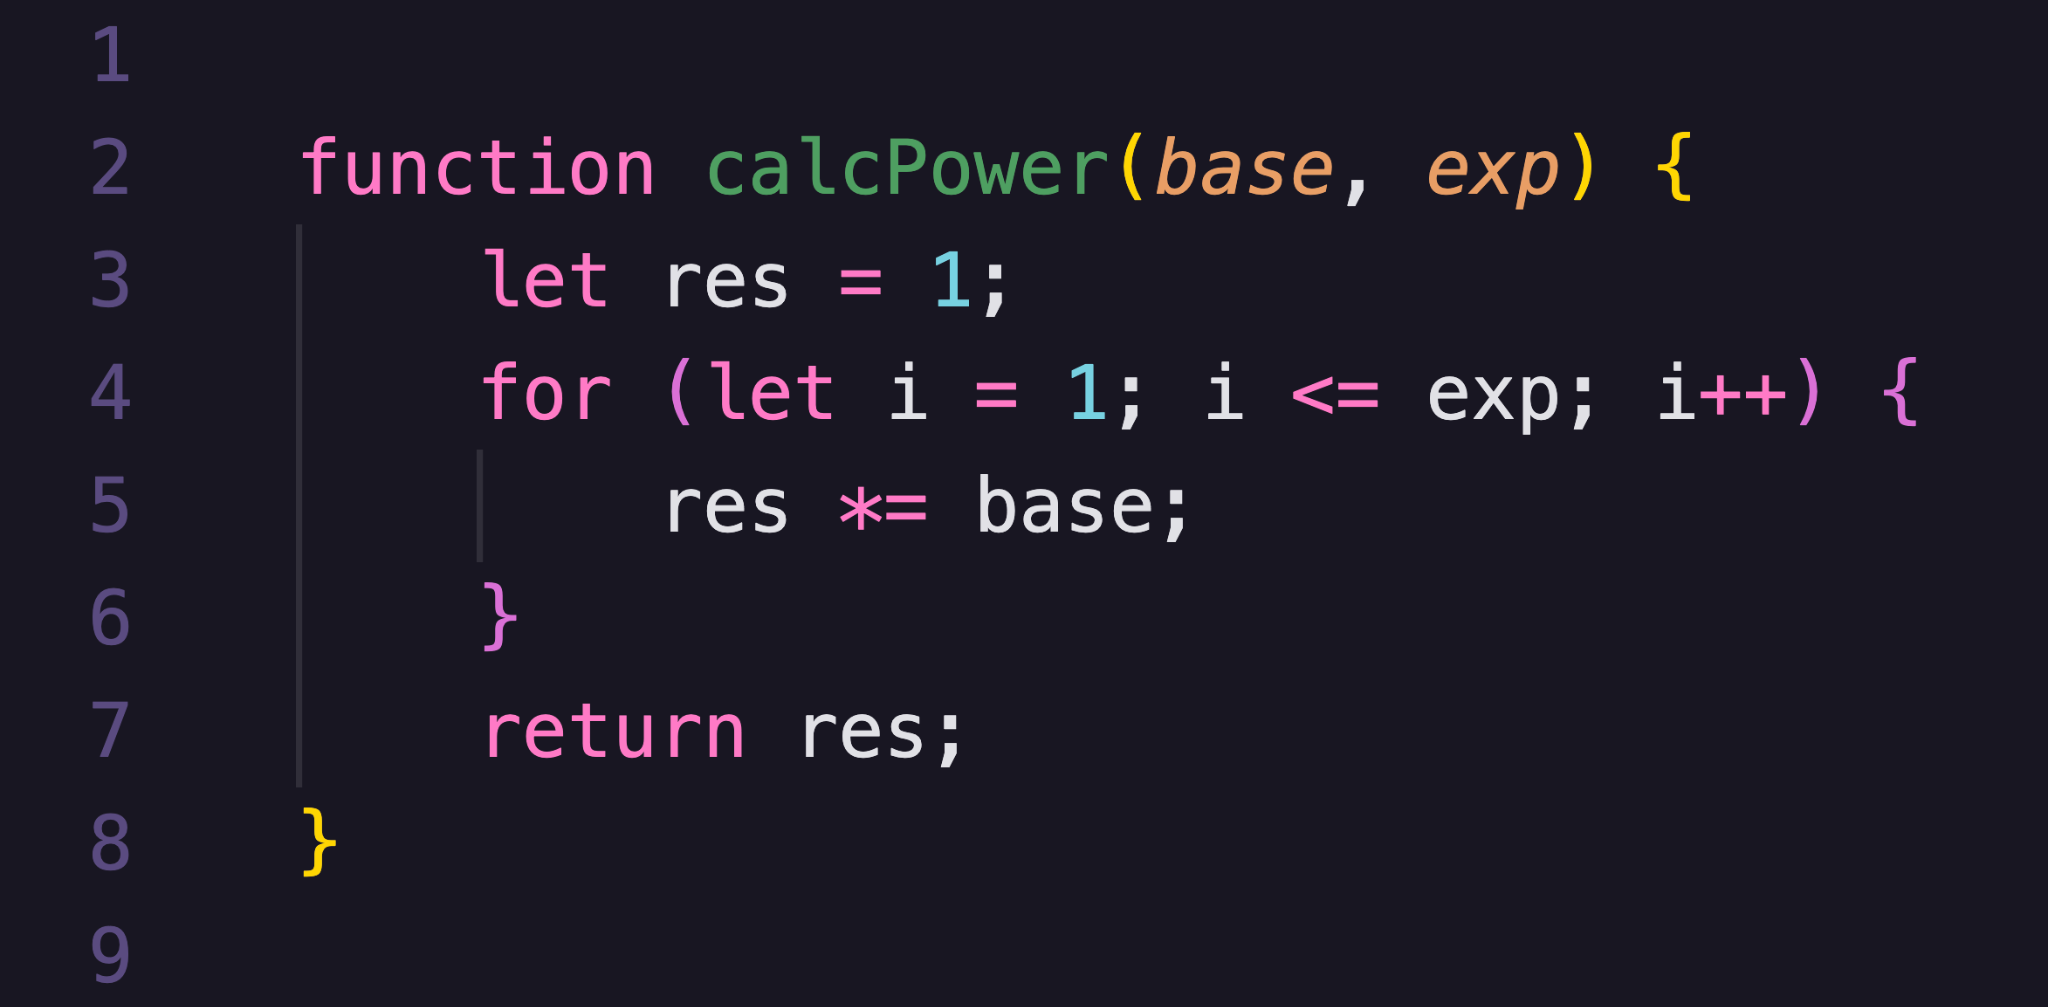 1
2 function calcPower(base, exp) {
3     let res = 1;
4     for (let i = 1; i <= exp; i++) {
5         res *= base;
6     }
7     return res;
8 }
9